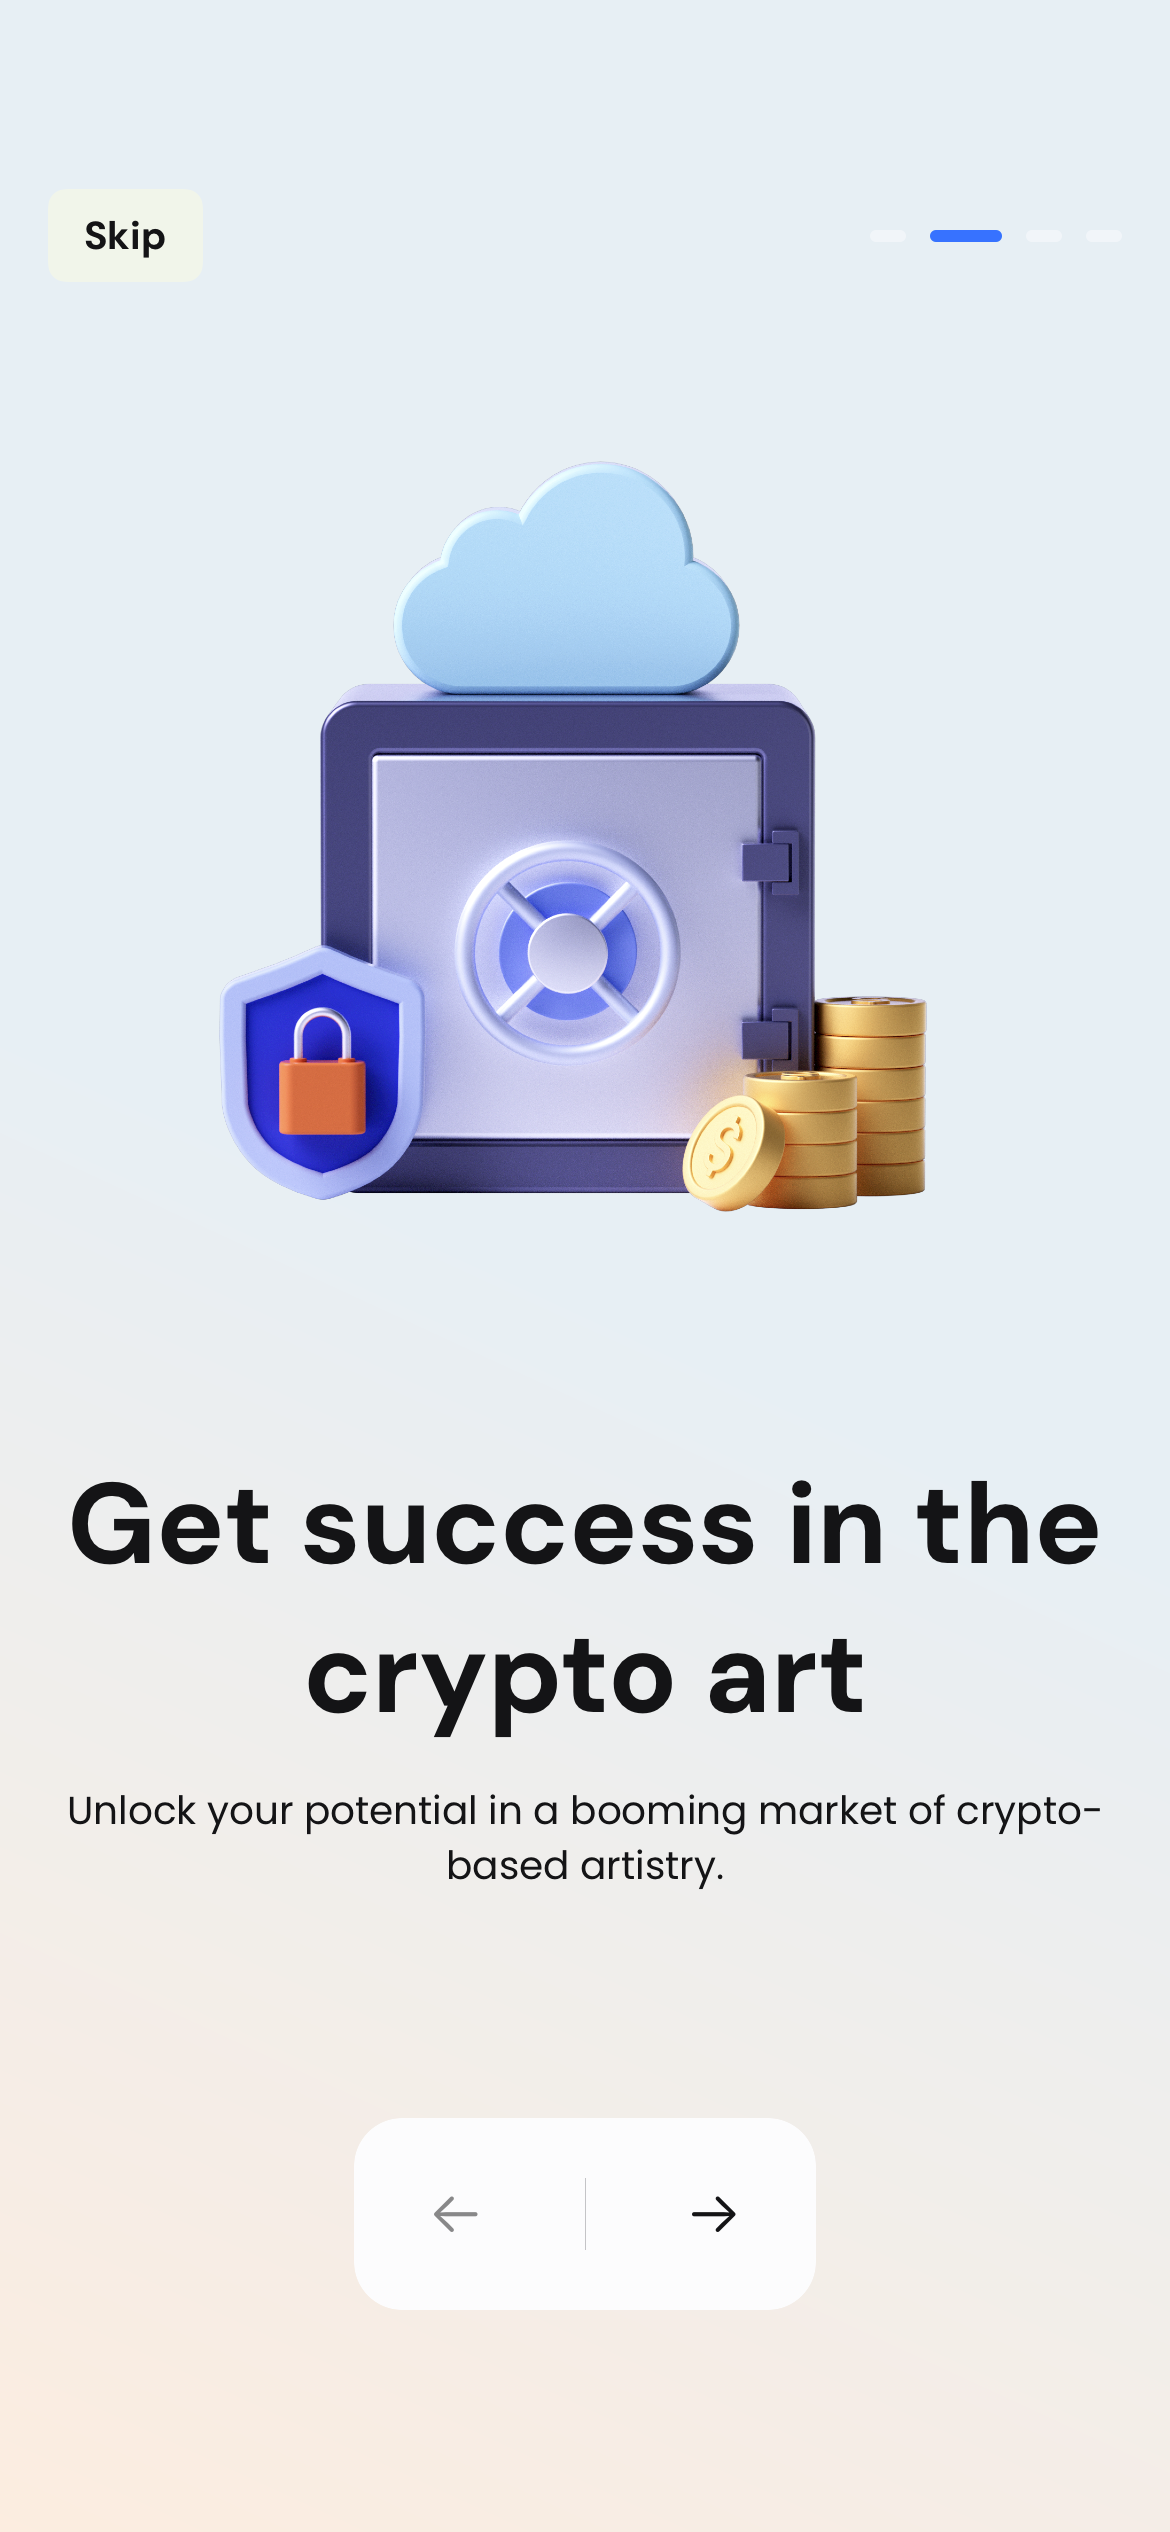 Skip
$
Get success in the
crypto art
Unlock your potential in a booming market of crypto-
based artistry.